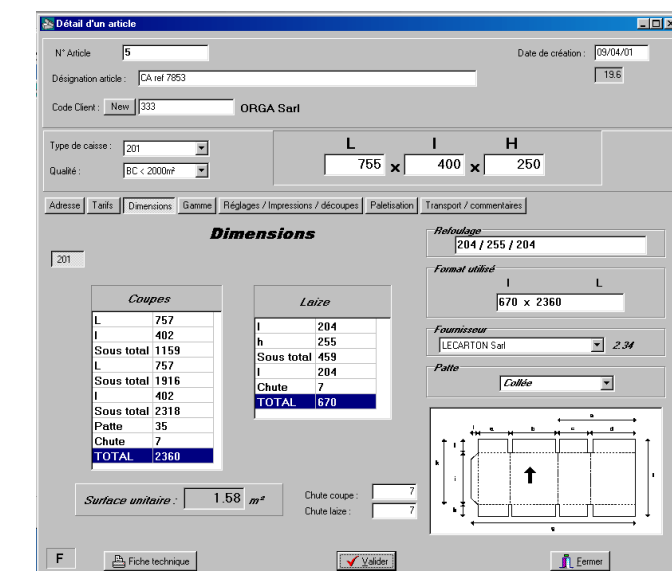 Détail d'un article
N° Article 5 Date de création : 09/04/01
Désignation article : CA ref 7853 19.6
Code Client : New 333 ORGA Sarl
Type de caisse : 201
Qualité : BC < 2000m²
L l H
755 x 400 x 250
Adresse Tarifs Dimensions Gamme Réglages / Impressions / découpes Paletisation Transport / commentaires
Dimensions
201
Coupes
L 757
l 402
Sous total 1159
L 757
Sous total 1916
l 402
Sous total 2318
Patte 35
Chute 7
TOTAL 2360
Laize
l 204
h 255
Sous total 459
l 204
Chute 7
TOTAL 670
Refoulage
204 / 255 / 204
Format utilisé
l L
670 x 2360
Fournisseur
LECARTON Sarl 2.34
Patte
Collée
Surface unitaire : 1.58 m²
Chute coupe : 7
Chute laize : 7
F Fiche technique Valider Fermer